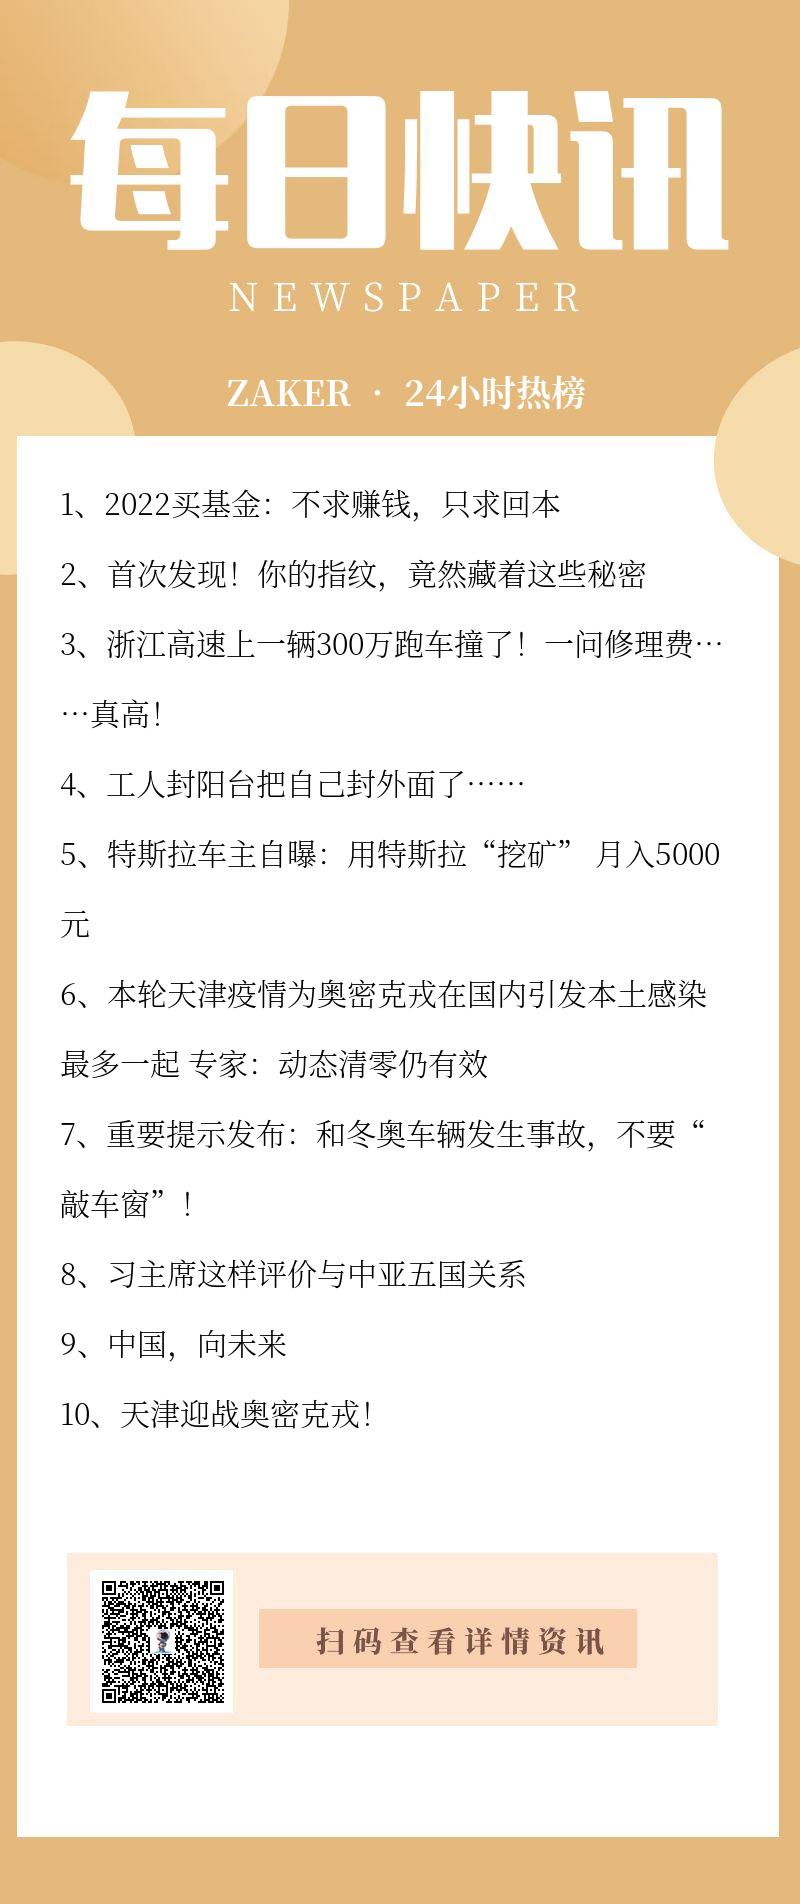 每日快讯
NEWSPAPER
ZAKER · 24小时热榜
1、2022买基金：不求赚钱，只求回本
2、首次发现！你的指纹，竟然藏着这些秘密
3、浙江高速上一辆300万跑车撞了！一问修理费…
…真高！
4、工人封阳台把自己封外面了……
5、特斯拉车主自曝：用特斯拉“挖矿” 月入5000
元
6、本轮天津疫情为奥密克戎在国内引发本土感染
最多一起 专家：动态清零仍有效
7、重要提示发布：和冬奥车辆发生事故，不要“
敲车窗”！
8、习主席这样评价与中亚五国关系
9、中国，向未来
10、天津迎战奥密克戎！
扫码查看详情资讯